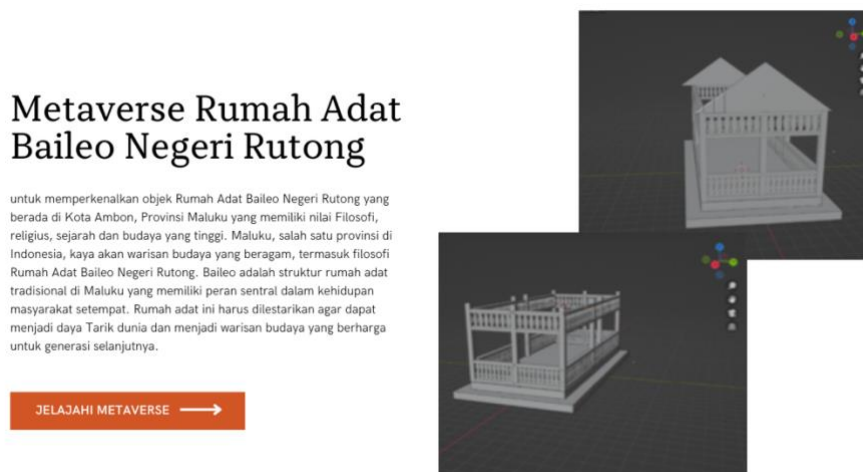 Metaverse Rumah Adat
Baileo Negeri Rutong
untuk memperkenalkan objek Rumah Adat Baileo Negeri Rutong yang
berada di Kota Ambon, Provinsi Maluku yang memiliki nilai Filosofi,
religius, sejarah dan budaya yang tinggi. Maluku, salah satu provinsi di
Indonesia, kaya akan warisan budaya yang beragam, termasuk filosofi
Rumah Adat Baileo Negeri Rutong. Baileo adalah struktur rumah adat
tradisional di Maluku yang memiliki peran sentral dalam kehidupan
masyarakat setempat. Rumah adat ini harus dilestarikan agar dapat
menjadi daya Tarik dunia dan menjadi warisan budaya yang berharga
untuk generasi selanjutnya.
JELAJAHI METAVERSE